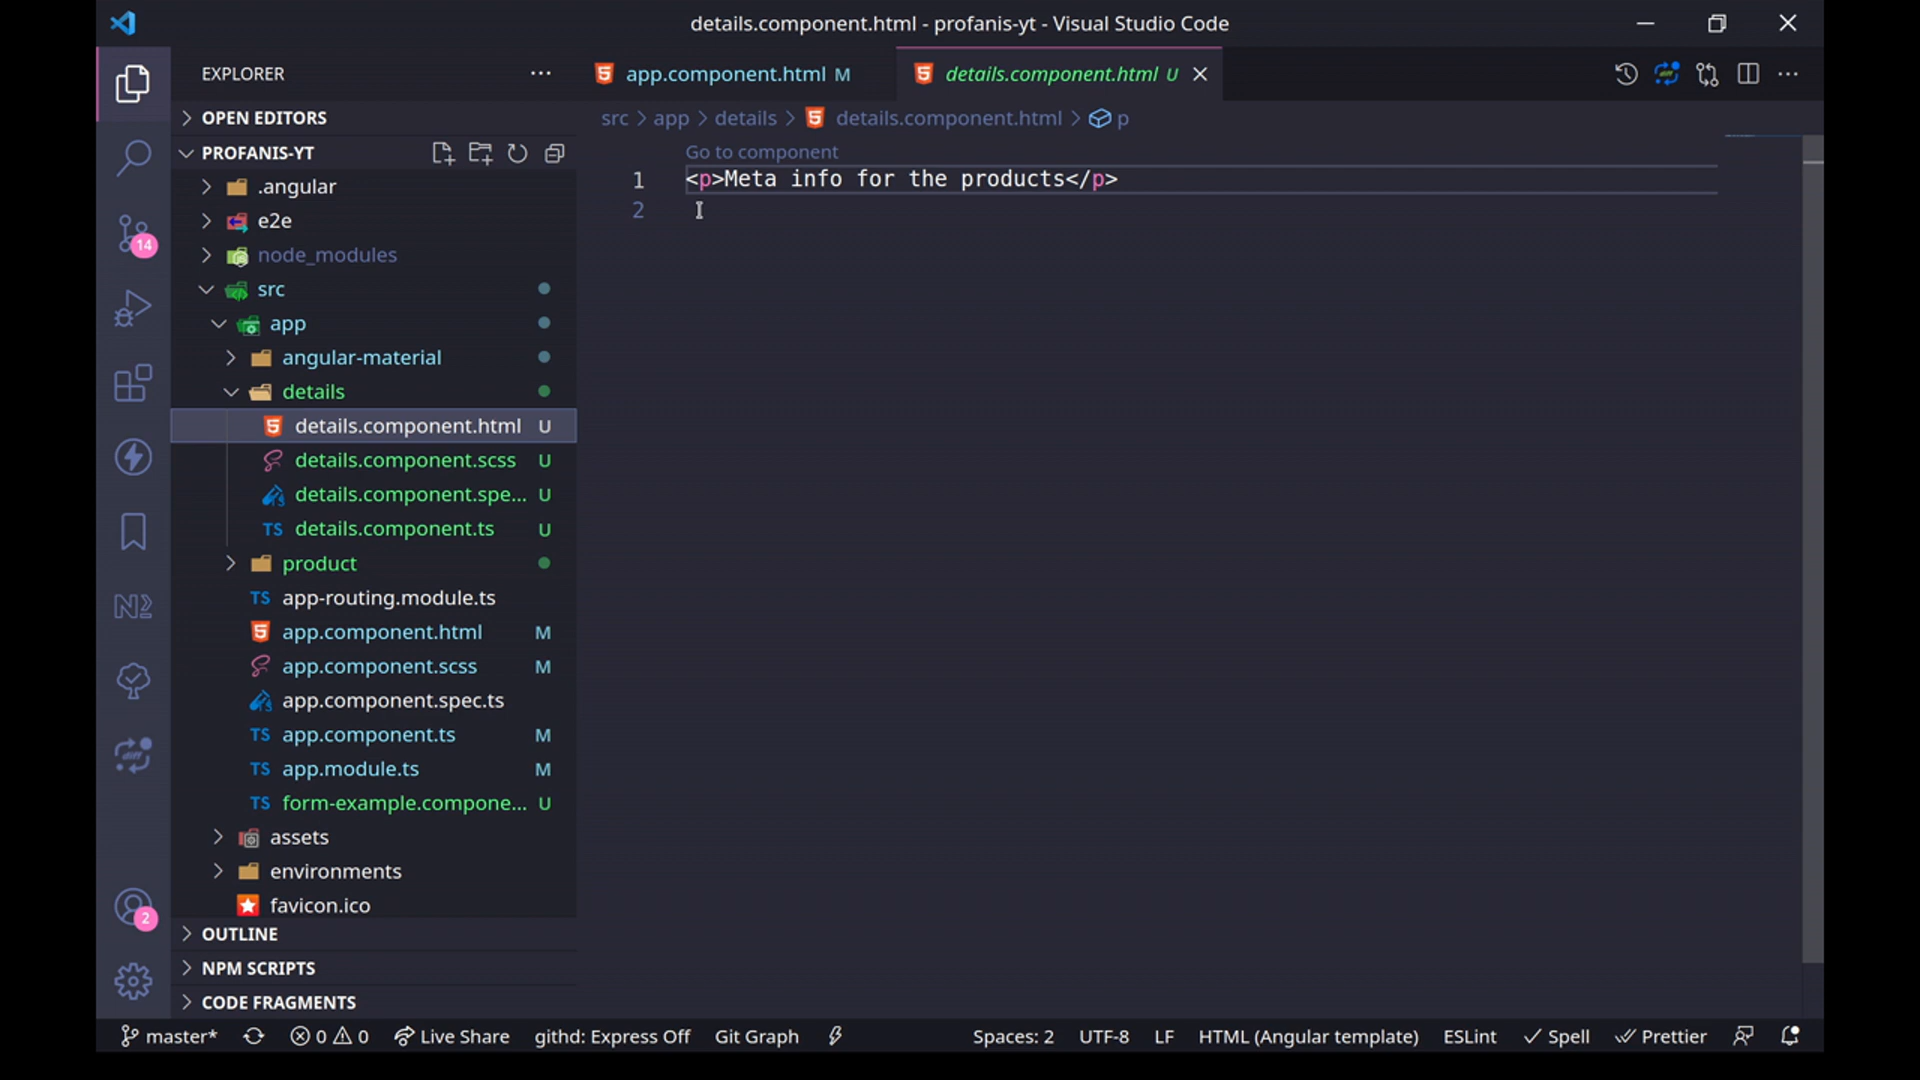 details.component.html - profanis-yt - Visual Studio Code
EXPLORER
app.component.html M
details.component.html U
OPEN EDITORS
src > app > details > details.component.html > p
PROFANIS-YT
Go to component
.angular
1 <p>Meta info for the products</p>
2
e2e
14
node_modules
src
app
angular-material
details
details.component.html U
details.component.scss U
details.component.spe... U
TS details.component.ts U
product
TS app-routing.module.ts
app.component.html M
app.component.scss M
app.component.spec.ts
TS app.component.ts M
diff
TS app.module.ts M
TS form-example.compone... U
assets
environments
favicon.ico
2
OUTLINE
NPM SCRIPTS
CODE FRAGMENTS
master* 0 0 Live Share githd: Express Off Git Graph Spaces: 2 UTF-8 LF HTML (Angular template) ESLint Spell Prettier